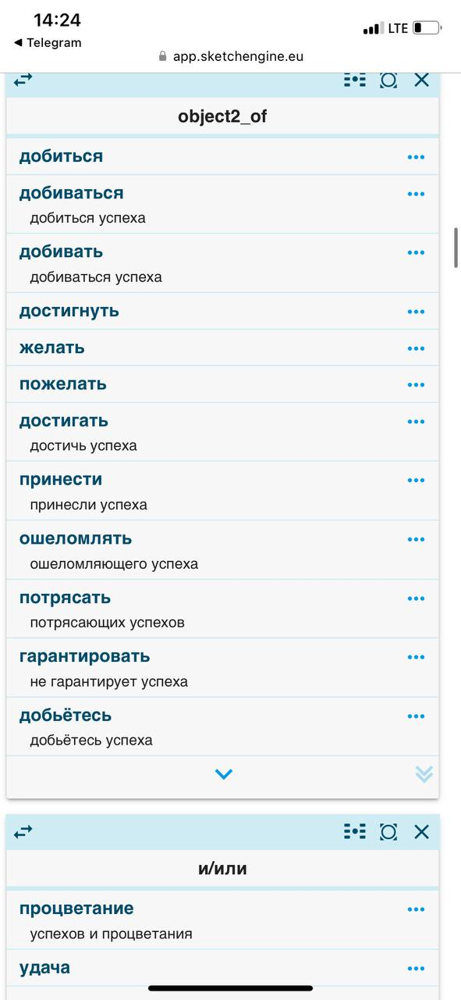 14:24
◀ Telegram
LTE
app.sketchengine.eu
object2_of
добиться
добиваться
добиться успеха
добивать
добиваться успеха
достигнуть
желать
пожелать
достигать
достичь успеха
принести
принесли успеха
ошеломлять
ошеломляющего успеха
потрясать
потрясающих успехов
гарантировать
не гарантирует успеха
добьётесь
добьётесь успеха
и/или
процветание
успехов и процветания
удача